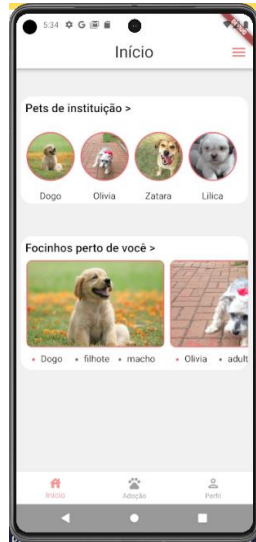 5:34
Início
Pets de instituição >
Dogo Olivia Zatara Lilica
Focinhos perto de você >
• Dogo • filhote • macho • Olivia • adult
Início Adoção Perfil